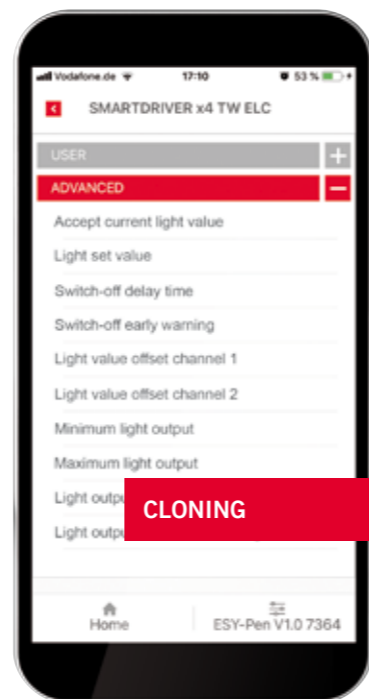 Vodafone.de 17:10 53 %
SMARTDRIVER x4 TW ELC
USER
ADVANCED
Accept current light value
Light set value
Switch-off delay time
Switch-off early warning
Light value offset channel 1
Light value offset channel 2
Minimum light output
Maximum light output
Light
CLONING
Light
Home ESY-Pen V1.0 7364